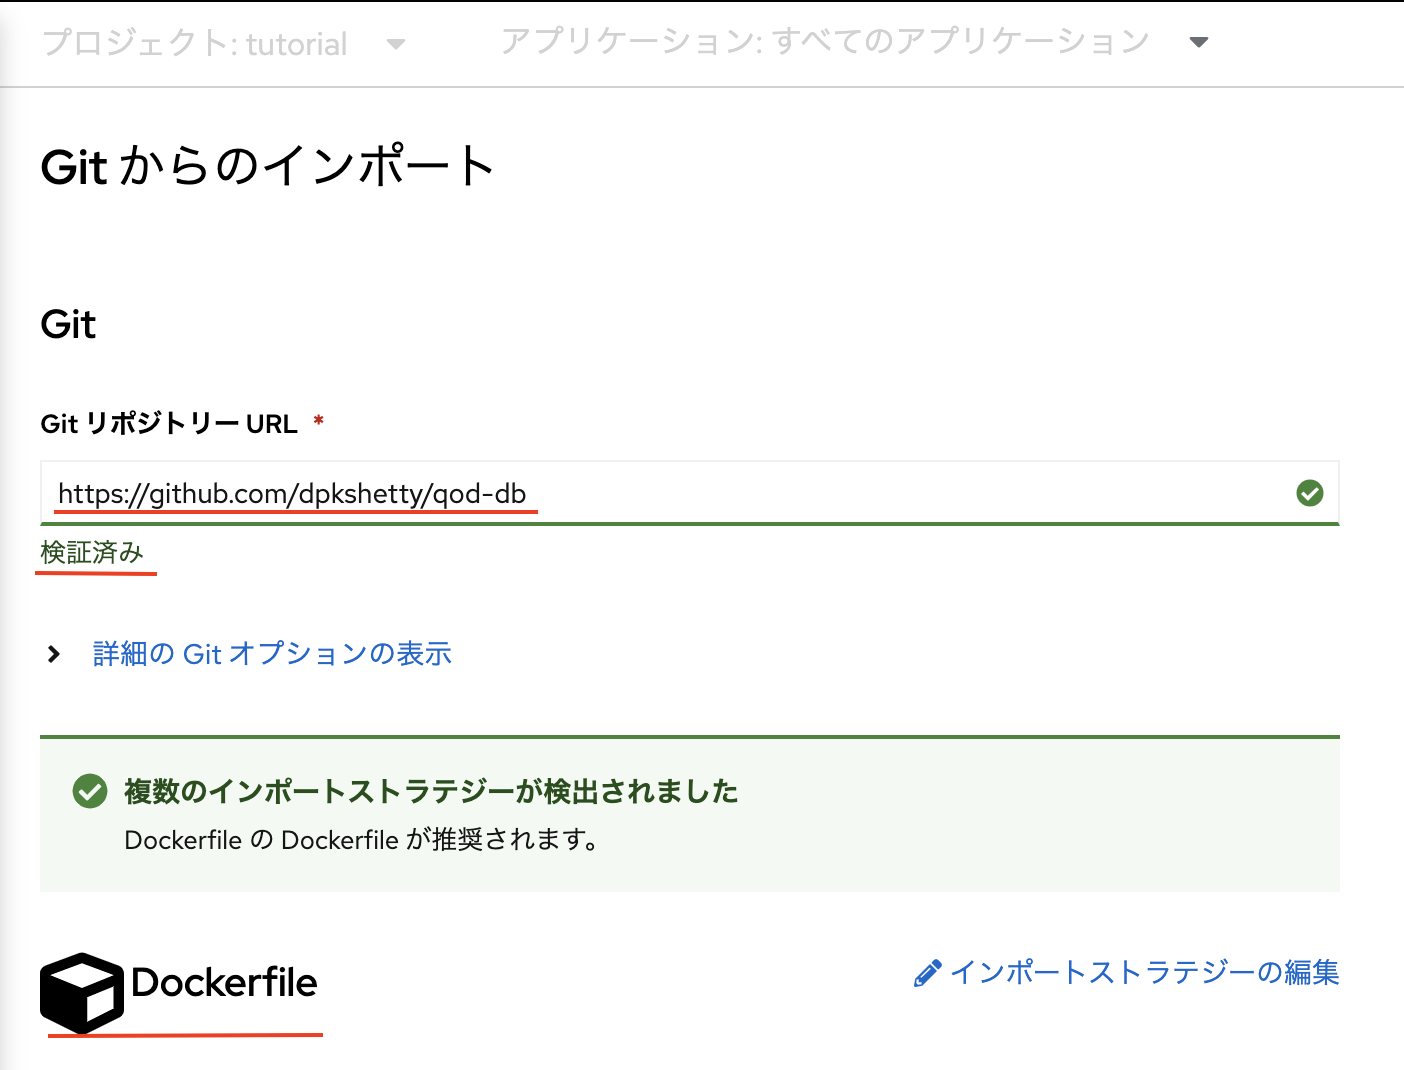 プロジェクト: tutorial
アプリケーション: すべてのアプリケーション
Git からのインポート
Git
Git リポジトリー URL *
https://github.com/dpkshetty/qod-db
検証済み
詳細の Git オプションの表示
複数のインポートストラテジーが検出されました
Dockerfile の Dockerfile が推奨されます。
Dockerfile
インポートストラテジーの編集